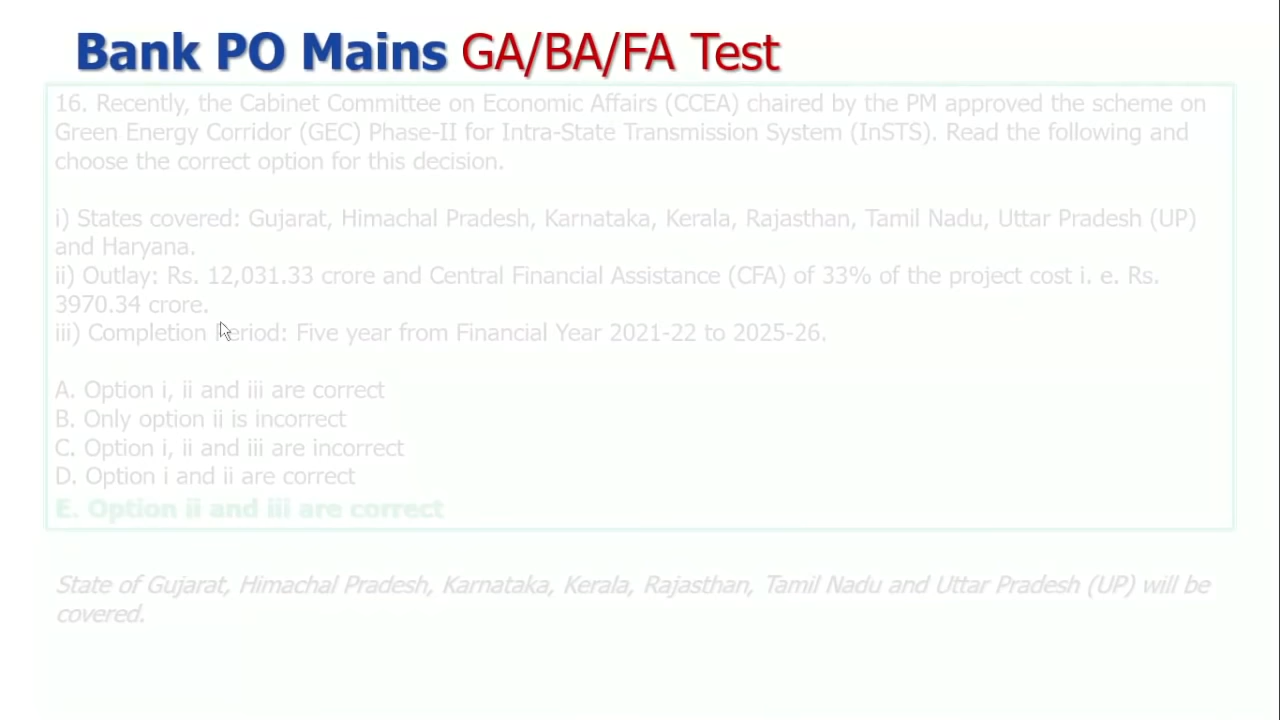 Bank PO Mains GA/BA/FA Test
16. Recently, the Cabinet Committee on Economic Affairs (CCEA) chaired by the PM approved the scheme on
Green Energy Corridor (GEC) Phase-II for Intra-State Transmission System (InSTS). Read the following and
choose the correct option for this decision.
i) States covered: Gujarat, Himachal Pradesh, Karnataka, Kerala, Rajasthan, Tamil Nadu, Uttar Pradesh (UP)
and Haryana.
ii) Outlay: Rs. 12,031.33 crore and Central Financial Assistance (CFA) of 33% of the project cost i. e. Rs.
3970.34 crore.
iii) Completion Period: Five year from Financial Year 2021-22 to 2025-26.
A. Option i, ii and iii are correct
B. Only option ii is incorrect
C. Option i, ii and iii are incorrect
D. Option i and ii are correct
E. Option ii and iii are correct
State of Gujarat, Himachal Pradesh, Karnataka, Kerala, Rajasthan, Tamil Nadu and Uttar Pradesh (UP) will be
covered.